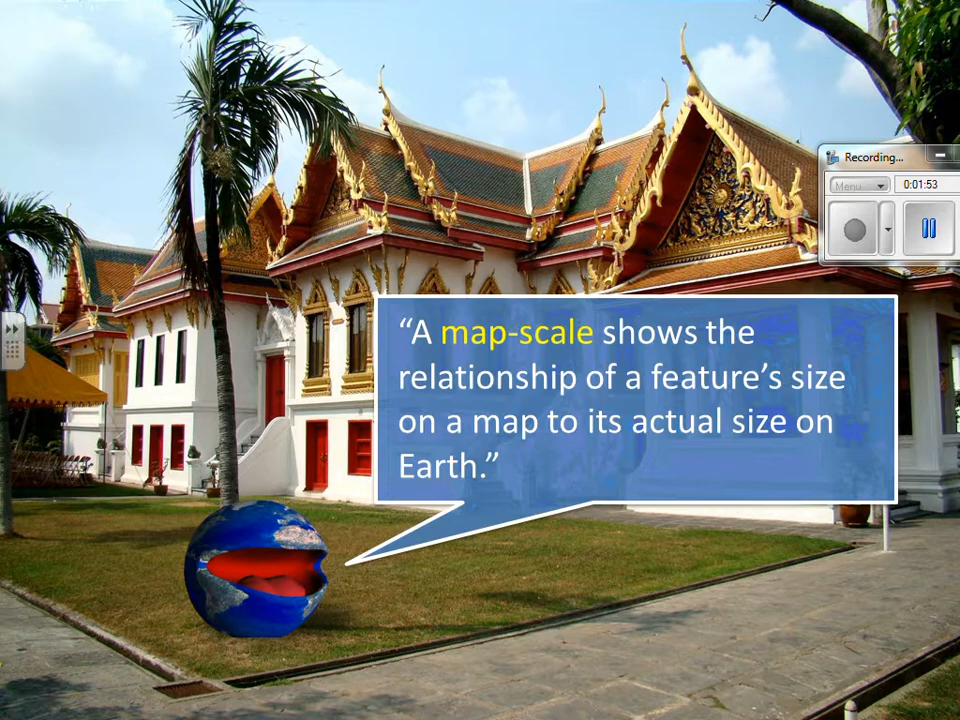 Recording...
Menu
0:01:53
“A map-scale shows the
relationship of a feature’s size
on a map to its actual size on
Earth.”